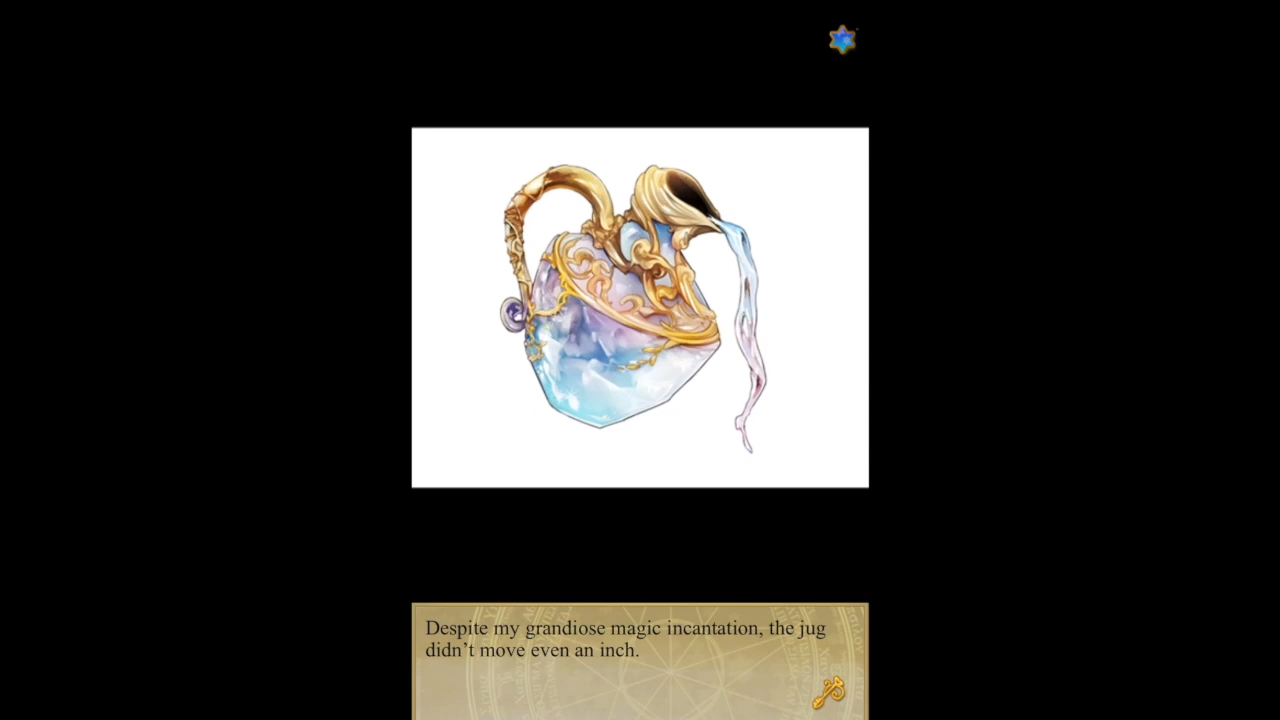 Despite my grandiose magic incantation, the jug
didn’t move even an inch.